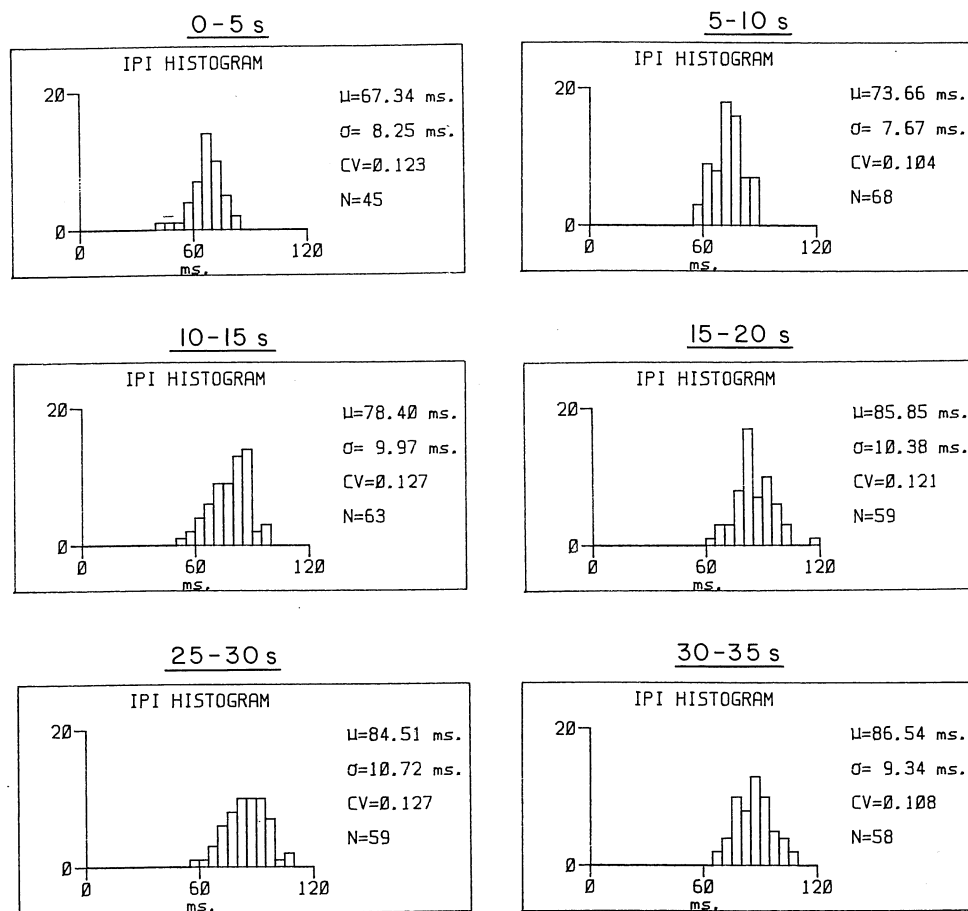 0-5 s
IPI HISTOGRAM
20
0
0 60 120
ms.
μ=67.34 ms.
σ= 8.25 ms.
CV=0.123
N=45
5-10 s
IPI HISTOGRAM
20
0
0 60 120
ms.
μ=73.66 ms.
σ= 7.67 ms.
CV=0.104
N=68
10-15 s
IPI HISTOGRAM
20
0
0 60 120
ms.
μ=78.40 ms.
σ= 9.97 ms.
CV=0.127
N=63
15-20 s
IPI HISTOGRAM
20
0
0 60 120
ms.
μ=85.85 ms.
σ=10.38 ms.
CV=0.121
N=59
25-30 s
IPI HISTOGRAM
20
0
0 60 120
ms.
μ=84.51 ms.
σ=10.72 ms.
CV=0.127
N=59
30-35 s
IPI HISTOGRAM
20
0
0 60 120
ms.
μ=86.54 ms.
σ= 9.34 ms.
CV=0.108
N=58